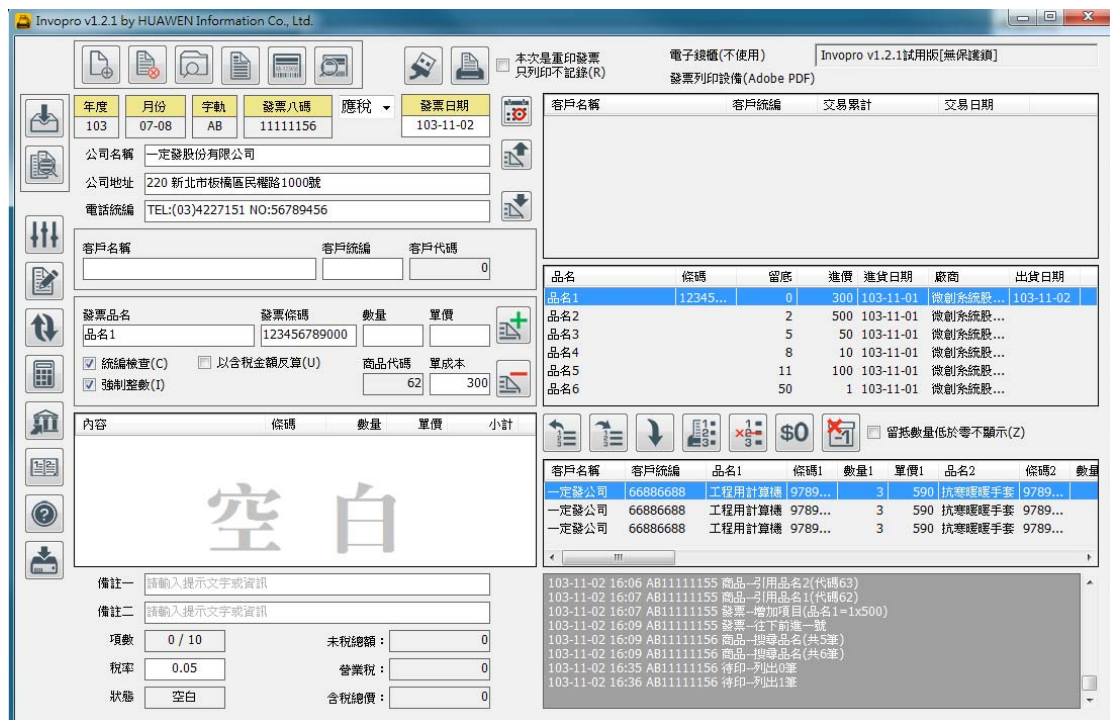 Invopro v1.2.1 by HUAWEN Information Co., Ltd.
本次是重印發票
只列印不記錄(R)
電子錢櫃(不使用)
Invopro v1.2.1試用版[無保護鎖]
發票列印設備(Adobe PDF)
年度 月份 字軌 發票八碼 應稅 發票日期
103 07-08 AB 11111156 103-11-02
公司名稱 一定發股份有限公司
公司地址 220 新北市板橋區民權路1000號
電話統編 TEL:(03)4227151 NO:56789456
客戶名稱 客戶統編 客戶代碼
0
發票品名 發票條碼 數量 單價
品名1 123456789000
統編檢查(C) 以含稅金額反算(U) 商品代碼 單成本
強制整數(I) 62 300
內容 條碼 數量 單價 小計
空 白
備註一 請輸入提示文字或資訊
備註二 請輸入提示文字或資訊
項數 0 / 10 未稅總額： 0
稅率 0.05 營業稅： 0
狀態 空白 含稅總價： 0
客戶名稱 客戶統編 交易累計 交易日期
品名 條碼 留底 進價 進貨日期 廠商 出貨日期
品名1 12345... 0 300 103-11-01 微創系統股... 103-11-02
品名2 2 500 103-11-01 微創系統股...
品名3 5 50 103-11-01 微創系統股...
品名4 8 10 103-11-01 微創系統股...
品名5 11 100 103-11-01 微創系統股...
品名6 50 1 103-11-01 微創系統股...
$0
留抵數量低於零不顯示(Z)
客戶名稱 客戶統編 品名1 條碼1 數量1 單價1 品名2 條碼2 數量
一定發公司 66886688 工程用計算機 9789... 3 590 抗寒暖暖手套 9789...
一定發公司 66886688 工程用計算機 9789... 3 590 抗寒暖暖手套 9789...
一定發公司 66886688 工程用計算機 9789... 3 590 抗寒暖暖手套 9789...
103-11-02 16:06 AB11111155 商品--引用品名2(代碼63)
103-11-02 16:07 AB11111155 商品--引用品名1(代碼62)
103-11-02 16:07 AB11111155 發票--增加項目(品名1=1x500)
103-11-02 16:09 AB11111155 發票--往下前進一號
103-11-02 16:09 AB11111156 商品--搜尋品名(共5筆)
103-11-02 16:09 AB11111156 商品--搜尋品名(共6筆)
103-11-02 16:35 AB11111156 待印--列出0筆
103-11-02 16:36 AB11111156 待印--列出1筆